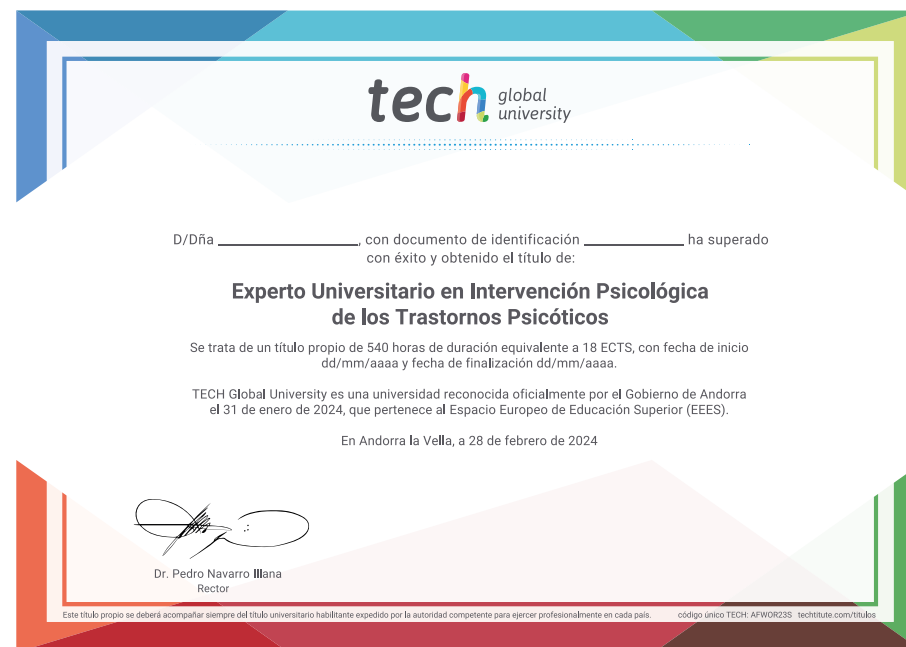 tech global university
D/Dña ______________, con documento de identificación __________ ha superado
con éxito y obtenido el título de:
Experto Universitario en Intervención Psicológica
de los Trastornos Psicóticos
Se trata de un título propio de 540 horas de duración equivalente a 18 ECTS, con fecha de inicio
dd/mm/aaaa y fecha de finalización dd/mm/aaaa.
TECH Global University es una universidad reconocida oficialmente por el Gobierno de Andorra
el 31 de enero de 2024, que pertenece al Espacio Europeo de Educación Superior (EEES).
En Andorra la Vella, a 28 de febrero de 2024
Dr. Pedro Navarro Illana
Rector
Este título propio se deberá acompañar siempre del título universitario habilitante expedido por la autoridad competente para ejercer profesionalmente en cada país. código único TECH: AFWOR23S techtitute.com/titulos